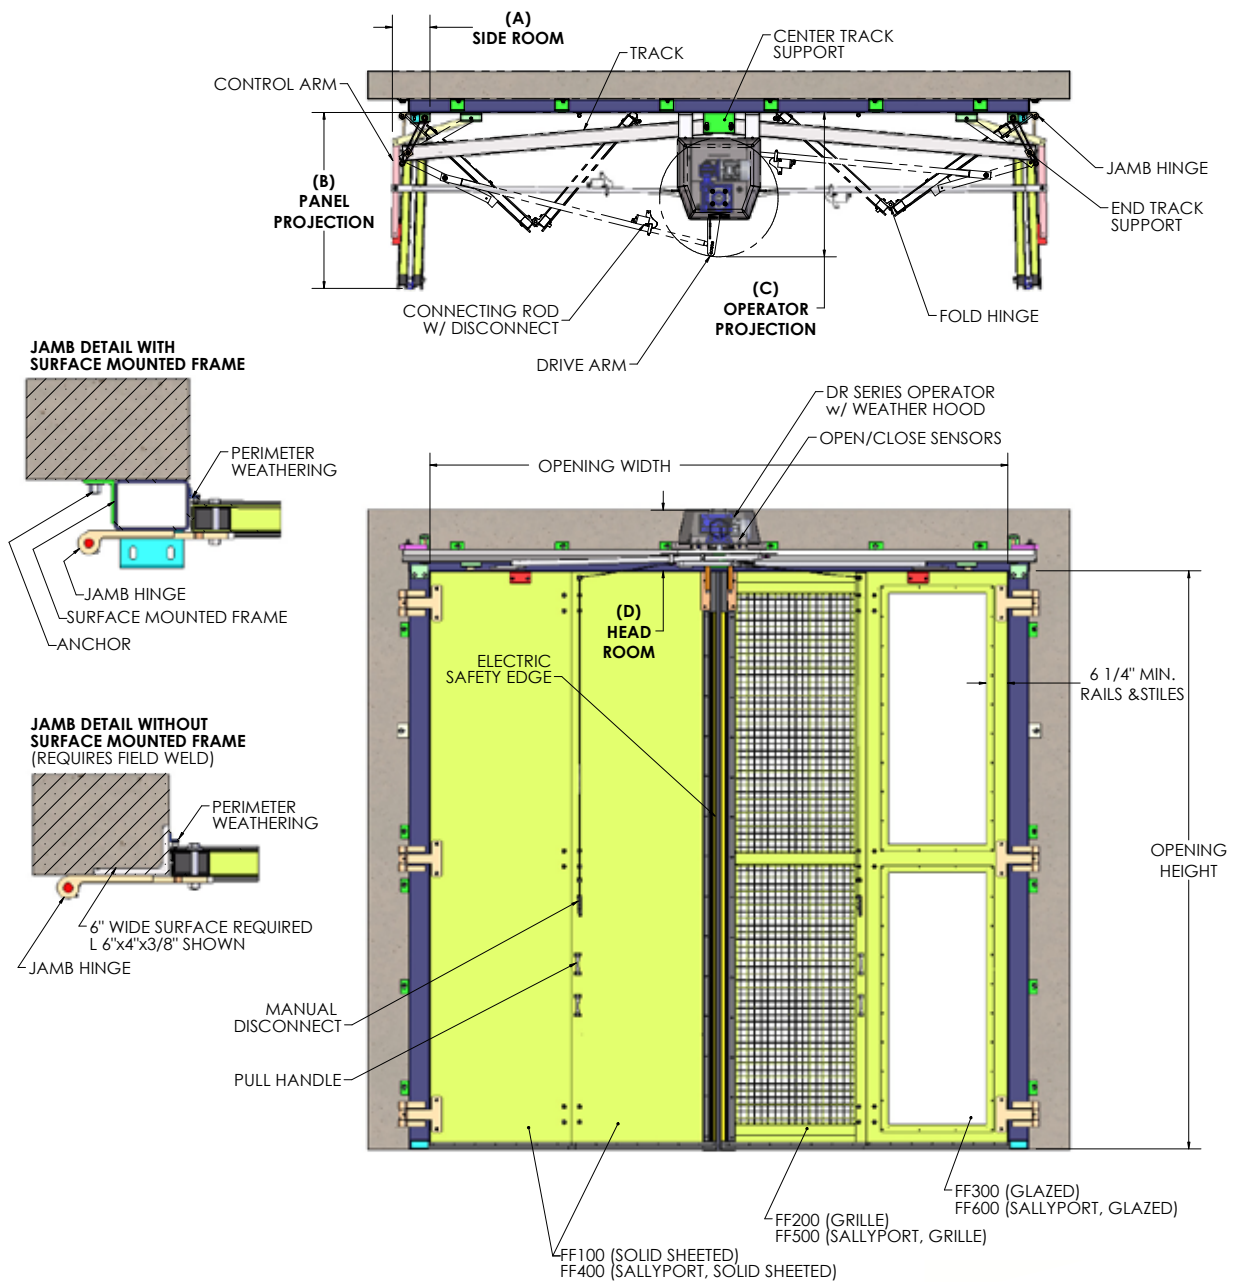 (A)
SIDE ROOM
CENTER TRACK
SUPPORT
TRACK
CONTROL ARM
JAMB HINGE
(B)
PANEL
PROJECTION
END TRACK
SUPPORT
(C)
OPERATOR
PROJECTION
CONNECTING ROD
W/ DISCONNECT
FOLD HINGE
DRIVE ARM
JAMB DETAIL WITH
SURFACE MOUNTED FRAME
PERIMETER
WEATHERING
JAMB HINGE
SURFACE MOUNTED FRAME
ANCHOR
DR SERIES OPERATOR
w/ WEATHER HOOD
OPEN/CLOSE SENSORS
OPENING WIDTH
(D)
HEAD
ROOM
ELECTRIC
SAFETY EDGE
6 1/4" MIN.
RAILS &STILES
JAMB DETAIL WITHOUT
SURFACE MOUNTED FRAME
(REQUIRES FIELD WELD)
PERIMETER
WEATHERING
6" WIDE SURFACE REQUIRED
L 6"x4"x3/8" SHOWN
JAMB HINGE
OPENING
HEIGHT
MANUAL
DISCONNECT
PULL HANDLE
FF300 (GLAZED)
FF600 (SALLYPORT, GLAZED)
FF200 (GRILLE)
FF500 (SALLYPORT, GRILLE)
FF100 (SOLID SHEETED)
FF400 (SALLYPORT, SOLID SHEETED)